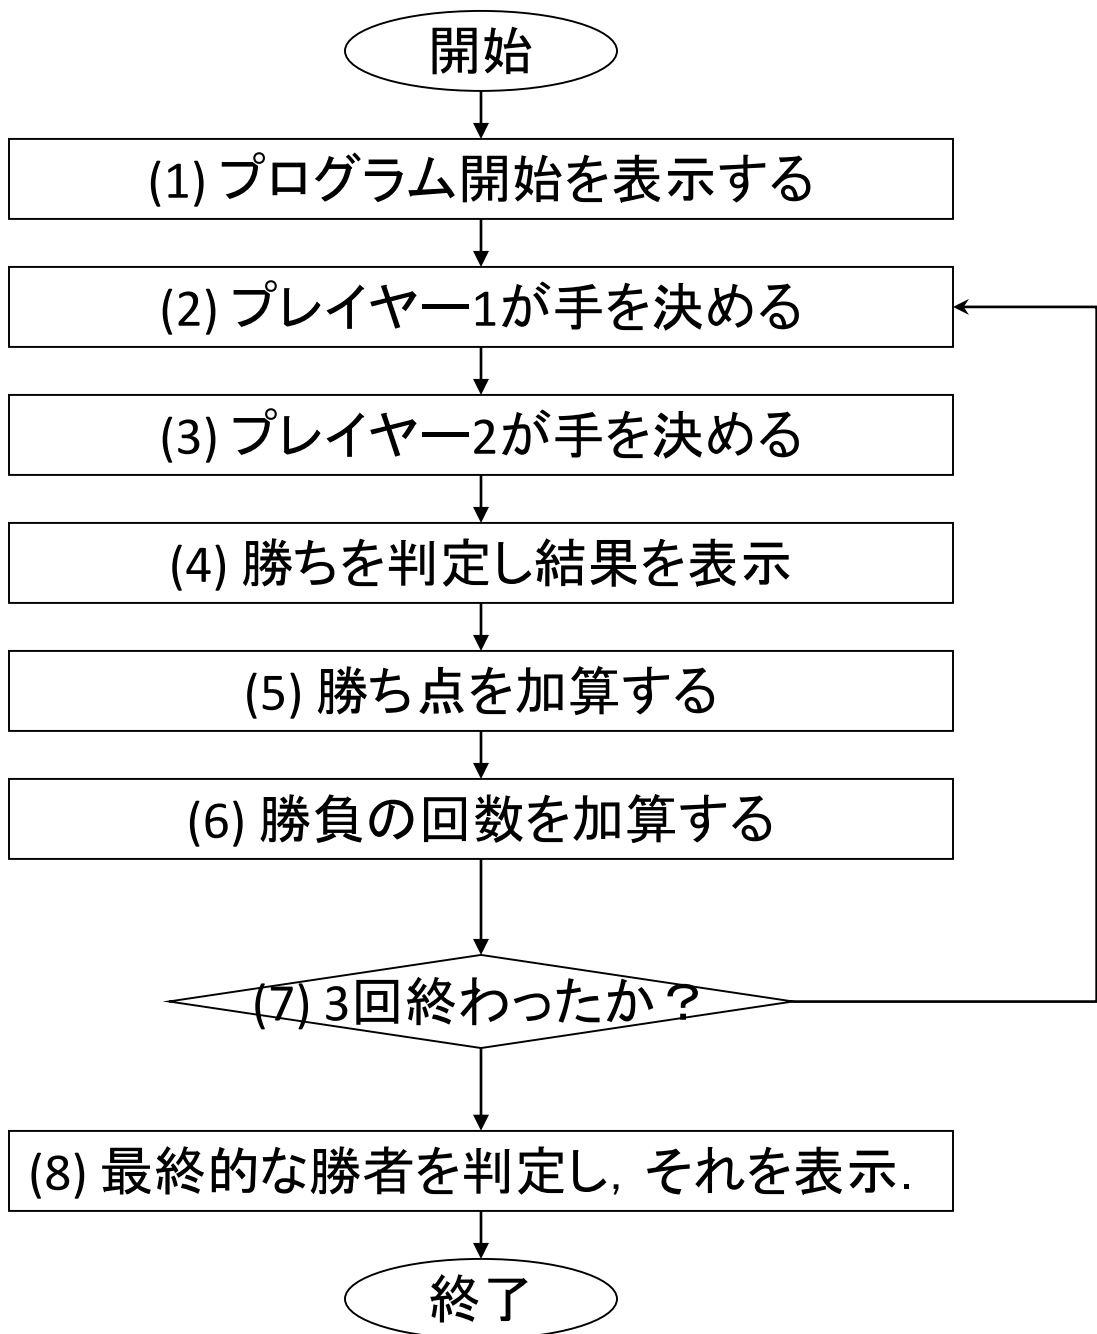 開始
(1) プログラム開始を表示する
(2) プレイヤー1が手を決める
(3) プレイヤー2が手を決める
(4) 勝ちを判定し結果を表示
(5) 勝ち点を加算する
(6) 勝負の回数を加算する
(7) 3回終わったか？
(8) 最終的な勝者を判定し，それを表示．
終了